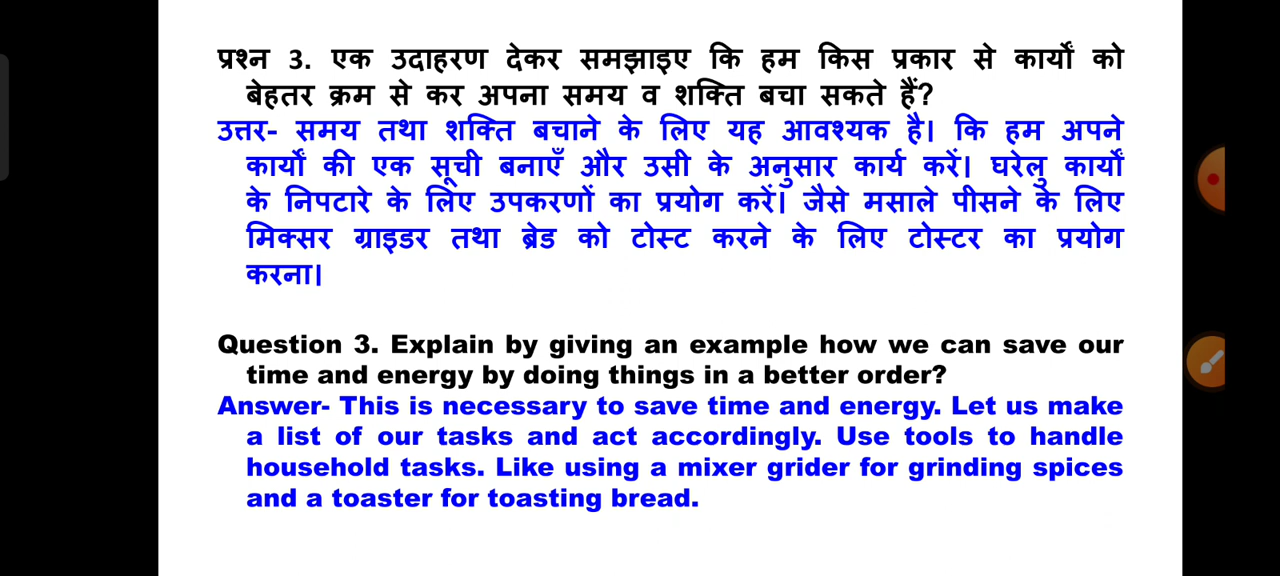 प्रश्न 3. एक उदाहरण देकर समझाइए कि हम किस प्रकार से कार्यों को
बेहतर क्रम से कर अपना समय व शक्ति बचा सकते हैं?
उत्तर- समय तथा शक्ति बचाने के लिए यह आवश्यक है। कि हम अपने
कार्यों की एक सूची बनाएँ और उसी के अनुसार कार्य करें। घरेलु कार्यों
के निपटारे के लिए उपकरणों का प्रयोग करें। जैसे मसाले पीसने के लिए
मिक्सर ग्राइडर तथा ब्रेड को टोस्ट करने के लिए टोस्टर का प्रयोग
करना।
Question 3. Explain by giving an example how we can save our
time and energy by doing things in a better order?
Answer- This is necessary to save time and energy. Let us make
a list of our tasks and act accordingly. Use tools to handle
household tasks. Like using a mixer grider for grinding spices
and a toaster for toasting bread.